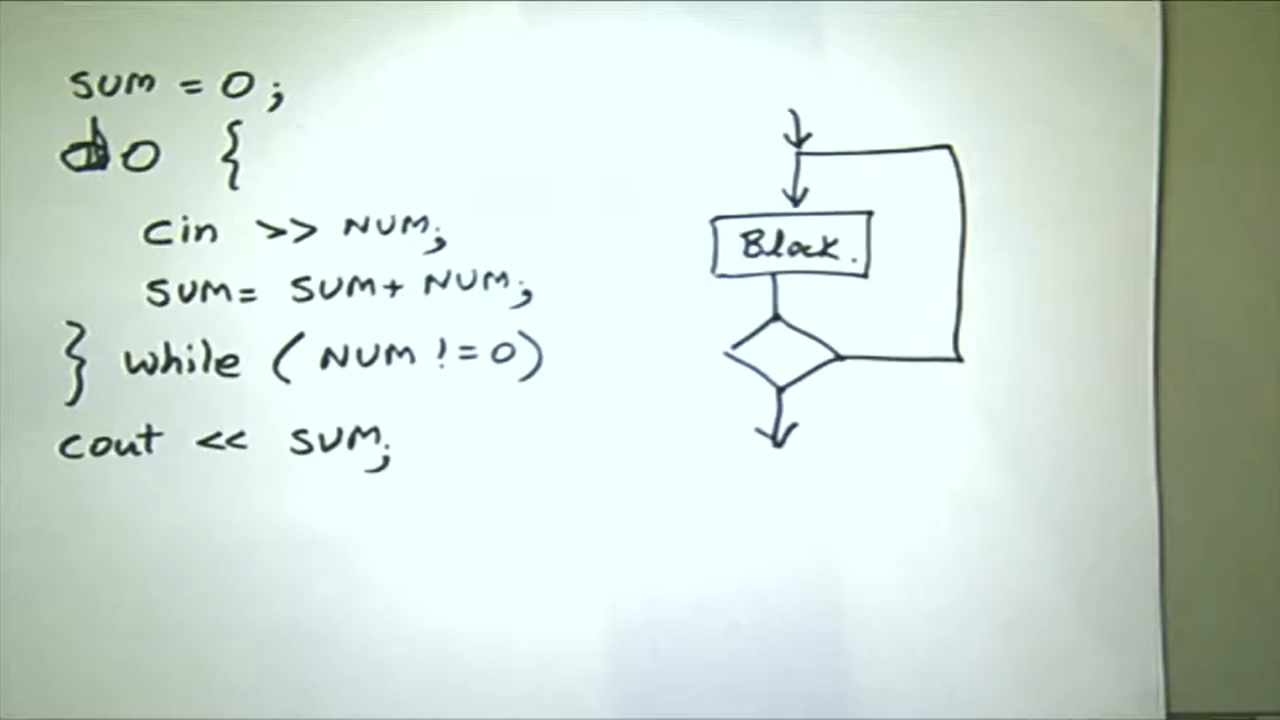 sum = 0;
do {
cin >> NUM;
sum = sum + NUM;
} while ( NUM != 0)
cout << sum;
Block.